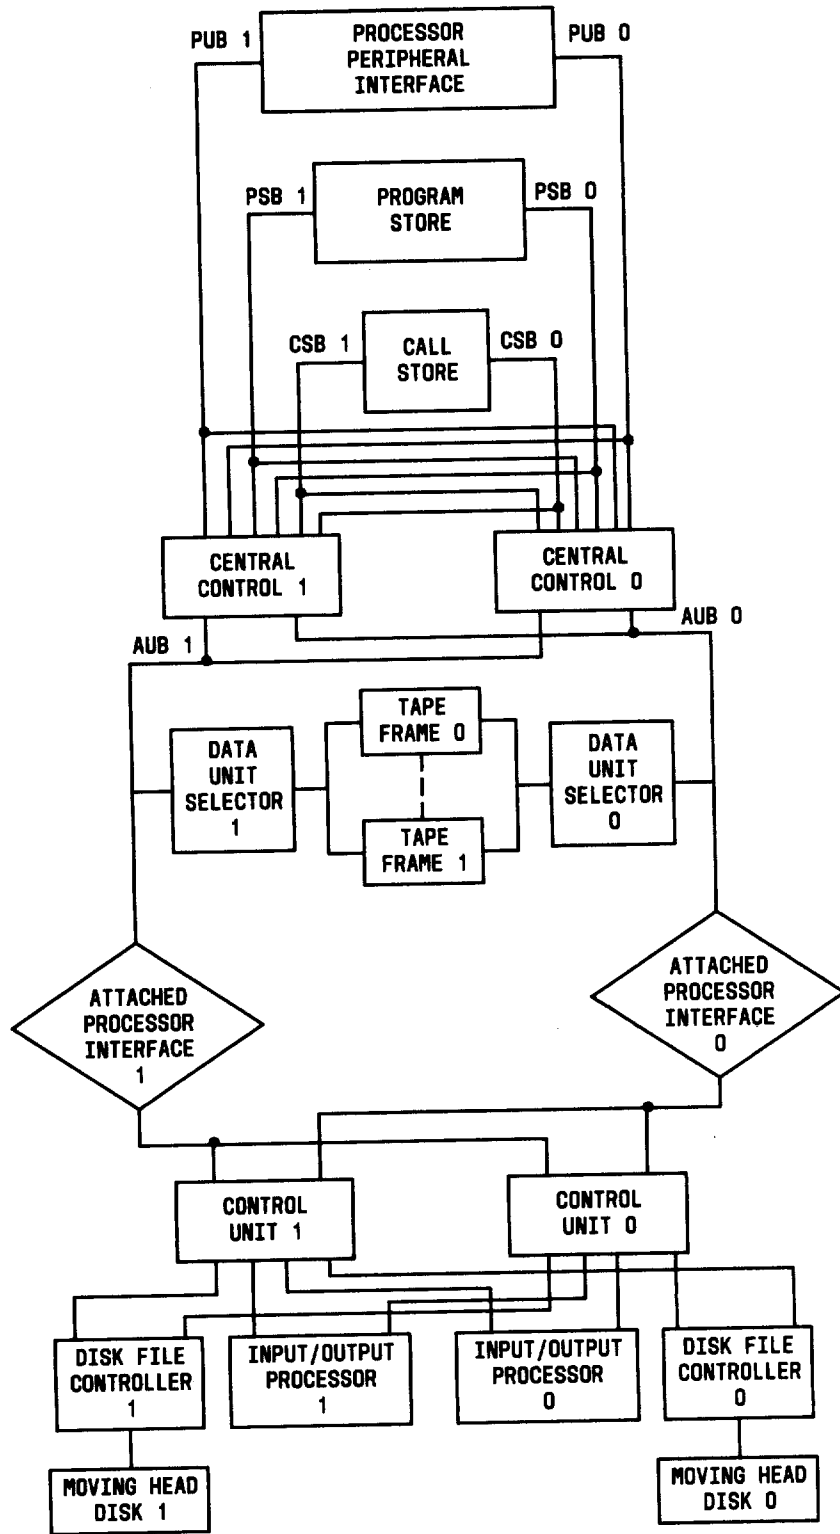 PUB 1
PROCESSOR
PERIPHERAL
INTERFACE
PUB 0
PSB 1
PROGRAM
STORE
PSB 0
CSB 1
CALL
STORE
CSB 0
CENTRAL
CONTROL 1
CENTRAL
CONTROL 0
AUB 1
AUB 0
DATA
UNIT
SELECTOR
1
TAPE
FRAME 0
TAPE
FRAME 1
DATA
UNIT
SELECTOR
0
ATTACHED
PROCESSOR
INTERFACE
1
ATTACHED
PROCESSOR
INTERFACE
0
CONTROL
UNIT 1
CONTROL
UNIT 0
DISK FILE
CONTROLLER
1
INPUT/OUTPUT
PROCESSOR
1
INPUT/OUTPUT
PROCESSOR
0
DISK FILE
CONTROLLER
0
MOVING HEAD
DISK 1
MOVING HEAD
DISK 0